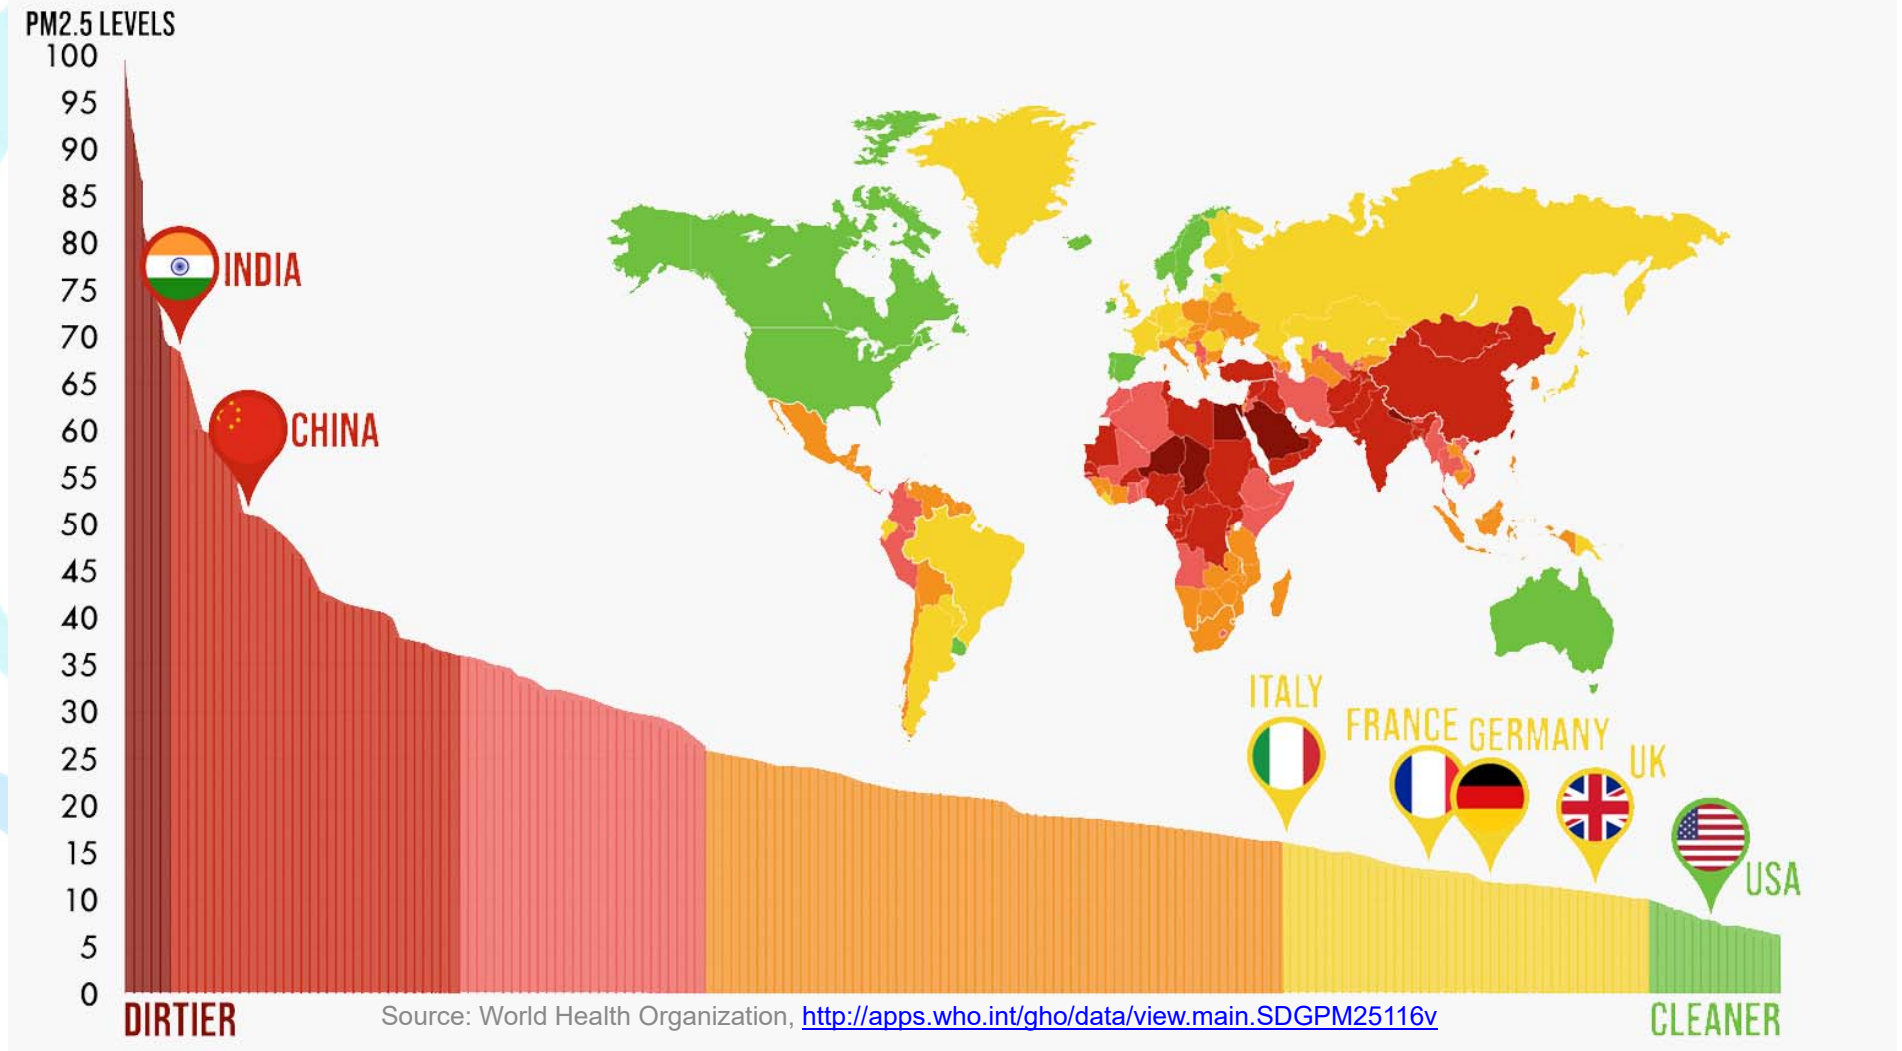 PM2.5 LEVELS
100
95
90
85
80
75
70
65
60
55
50
45
40
35
30
25
20
15
10
5
0
INDIA
CHINA
ITALY
FRANCE
GERMANY
UK
USA
DIRTIER
Source: World Health Organization, http://apps.who.int/gho/data/view.main.SDGPM25116v
CLEANER